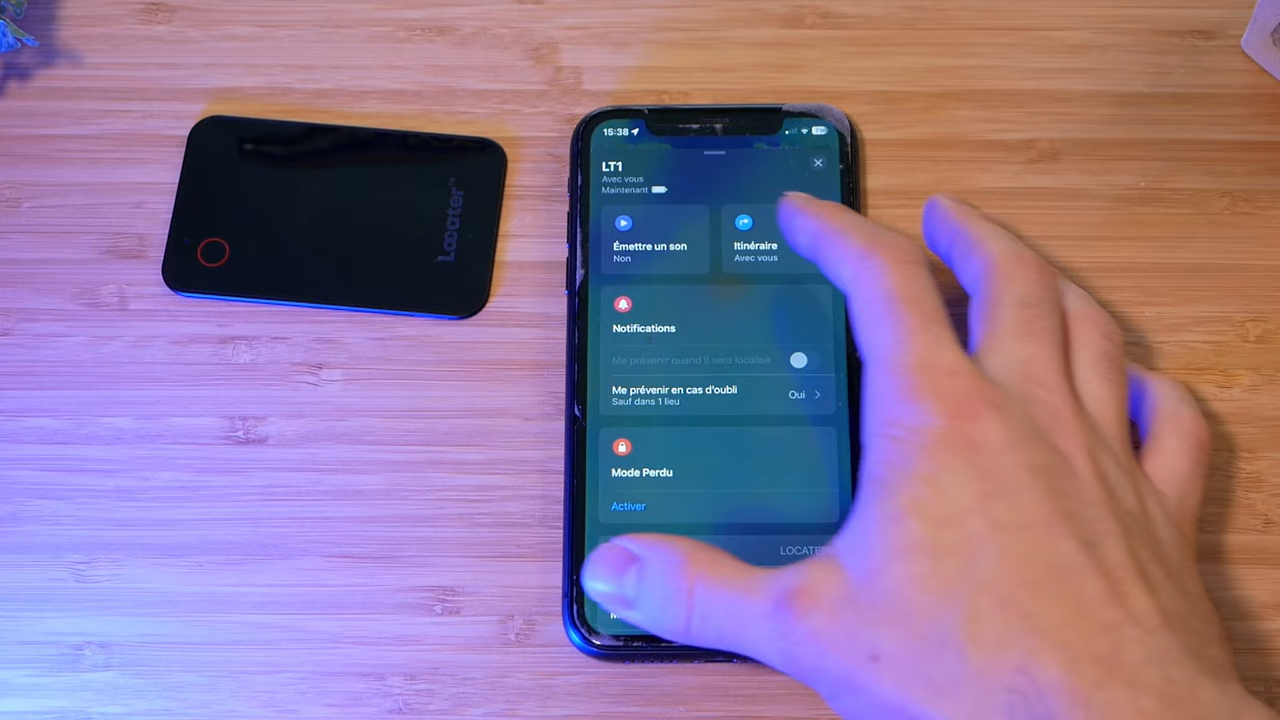 Locater
15:38
LT1
Avec vous
Maintenant
Émettre un son
Non
Itinéraire
Avec vous
Notifications
Me prévenir quand il sera localisé
Me prévenir en cas d'oubli
Sauf dans 1 lieu
Oui
Mode Perdu
Activer